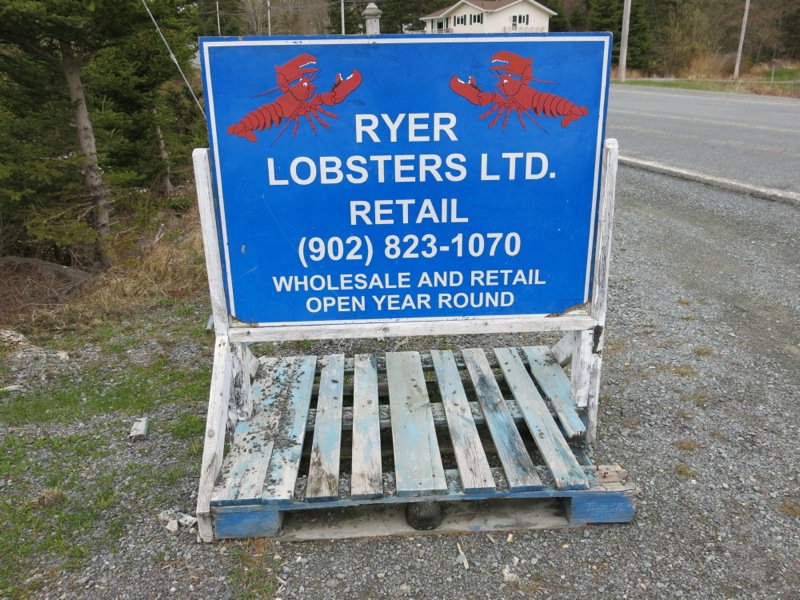 RYER
LOBSTERS LTD.
RETAIL
(902) 823-1070
WHOLESALE AND RETAIL
OPEN YEAR ROUND